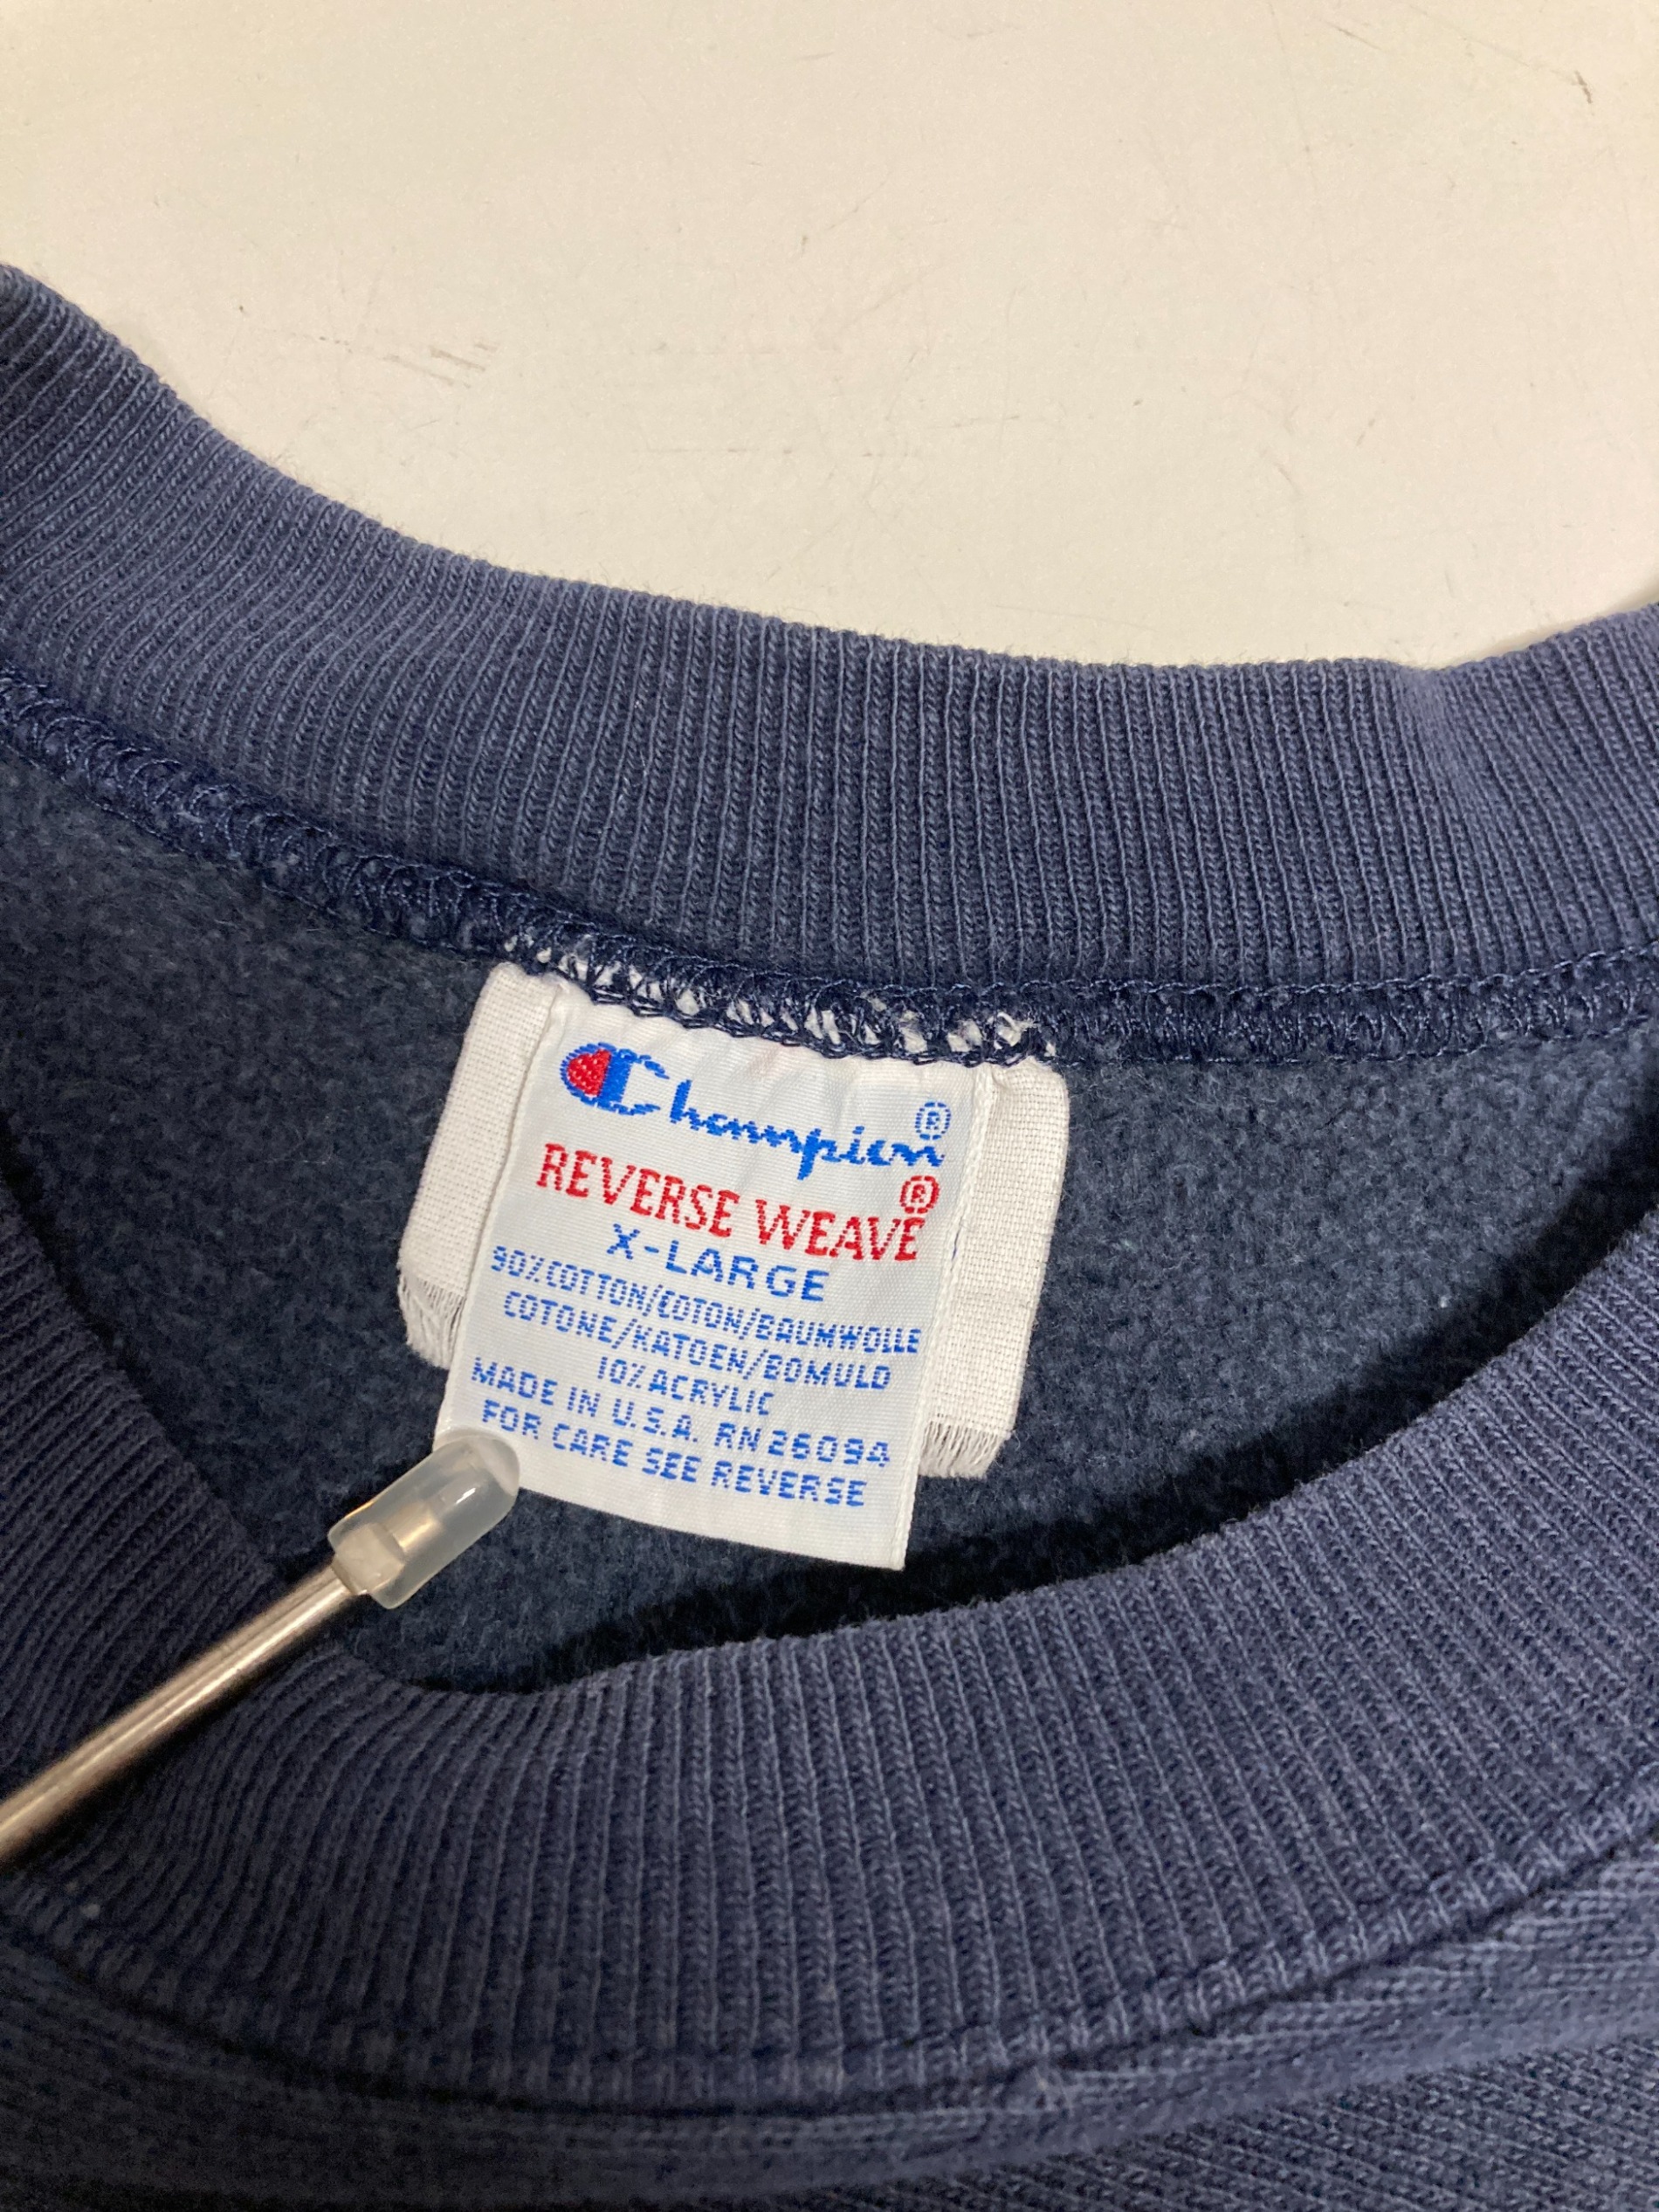 Champion®
REVERSE WEAVE®
X-LARGE
90% COTTON/COTON/BAUMWOLLE
COTONE/KATOEN/BOMULD
10% ACRYLIC
MADE IN U.S.A. RN 26094
FOR CARE SEE REVERSE